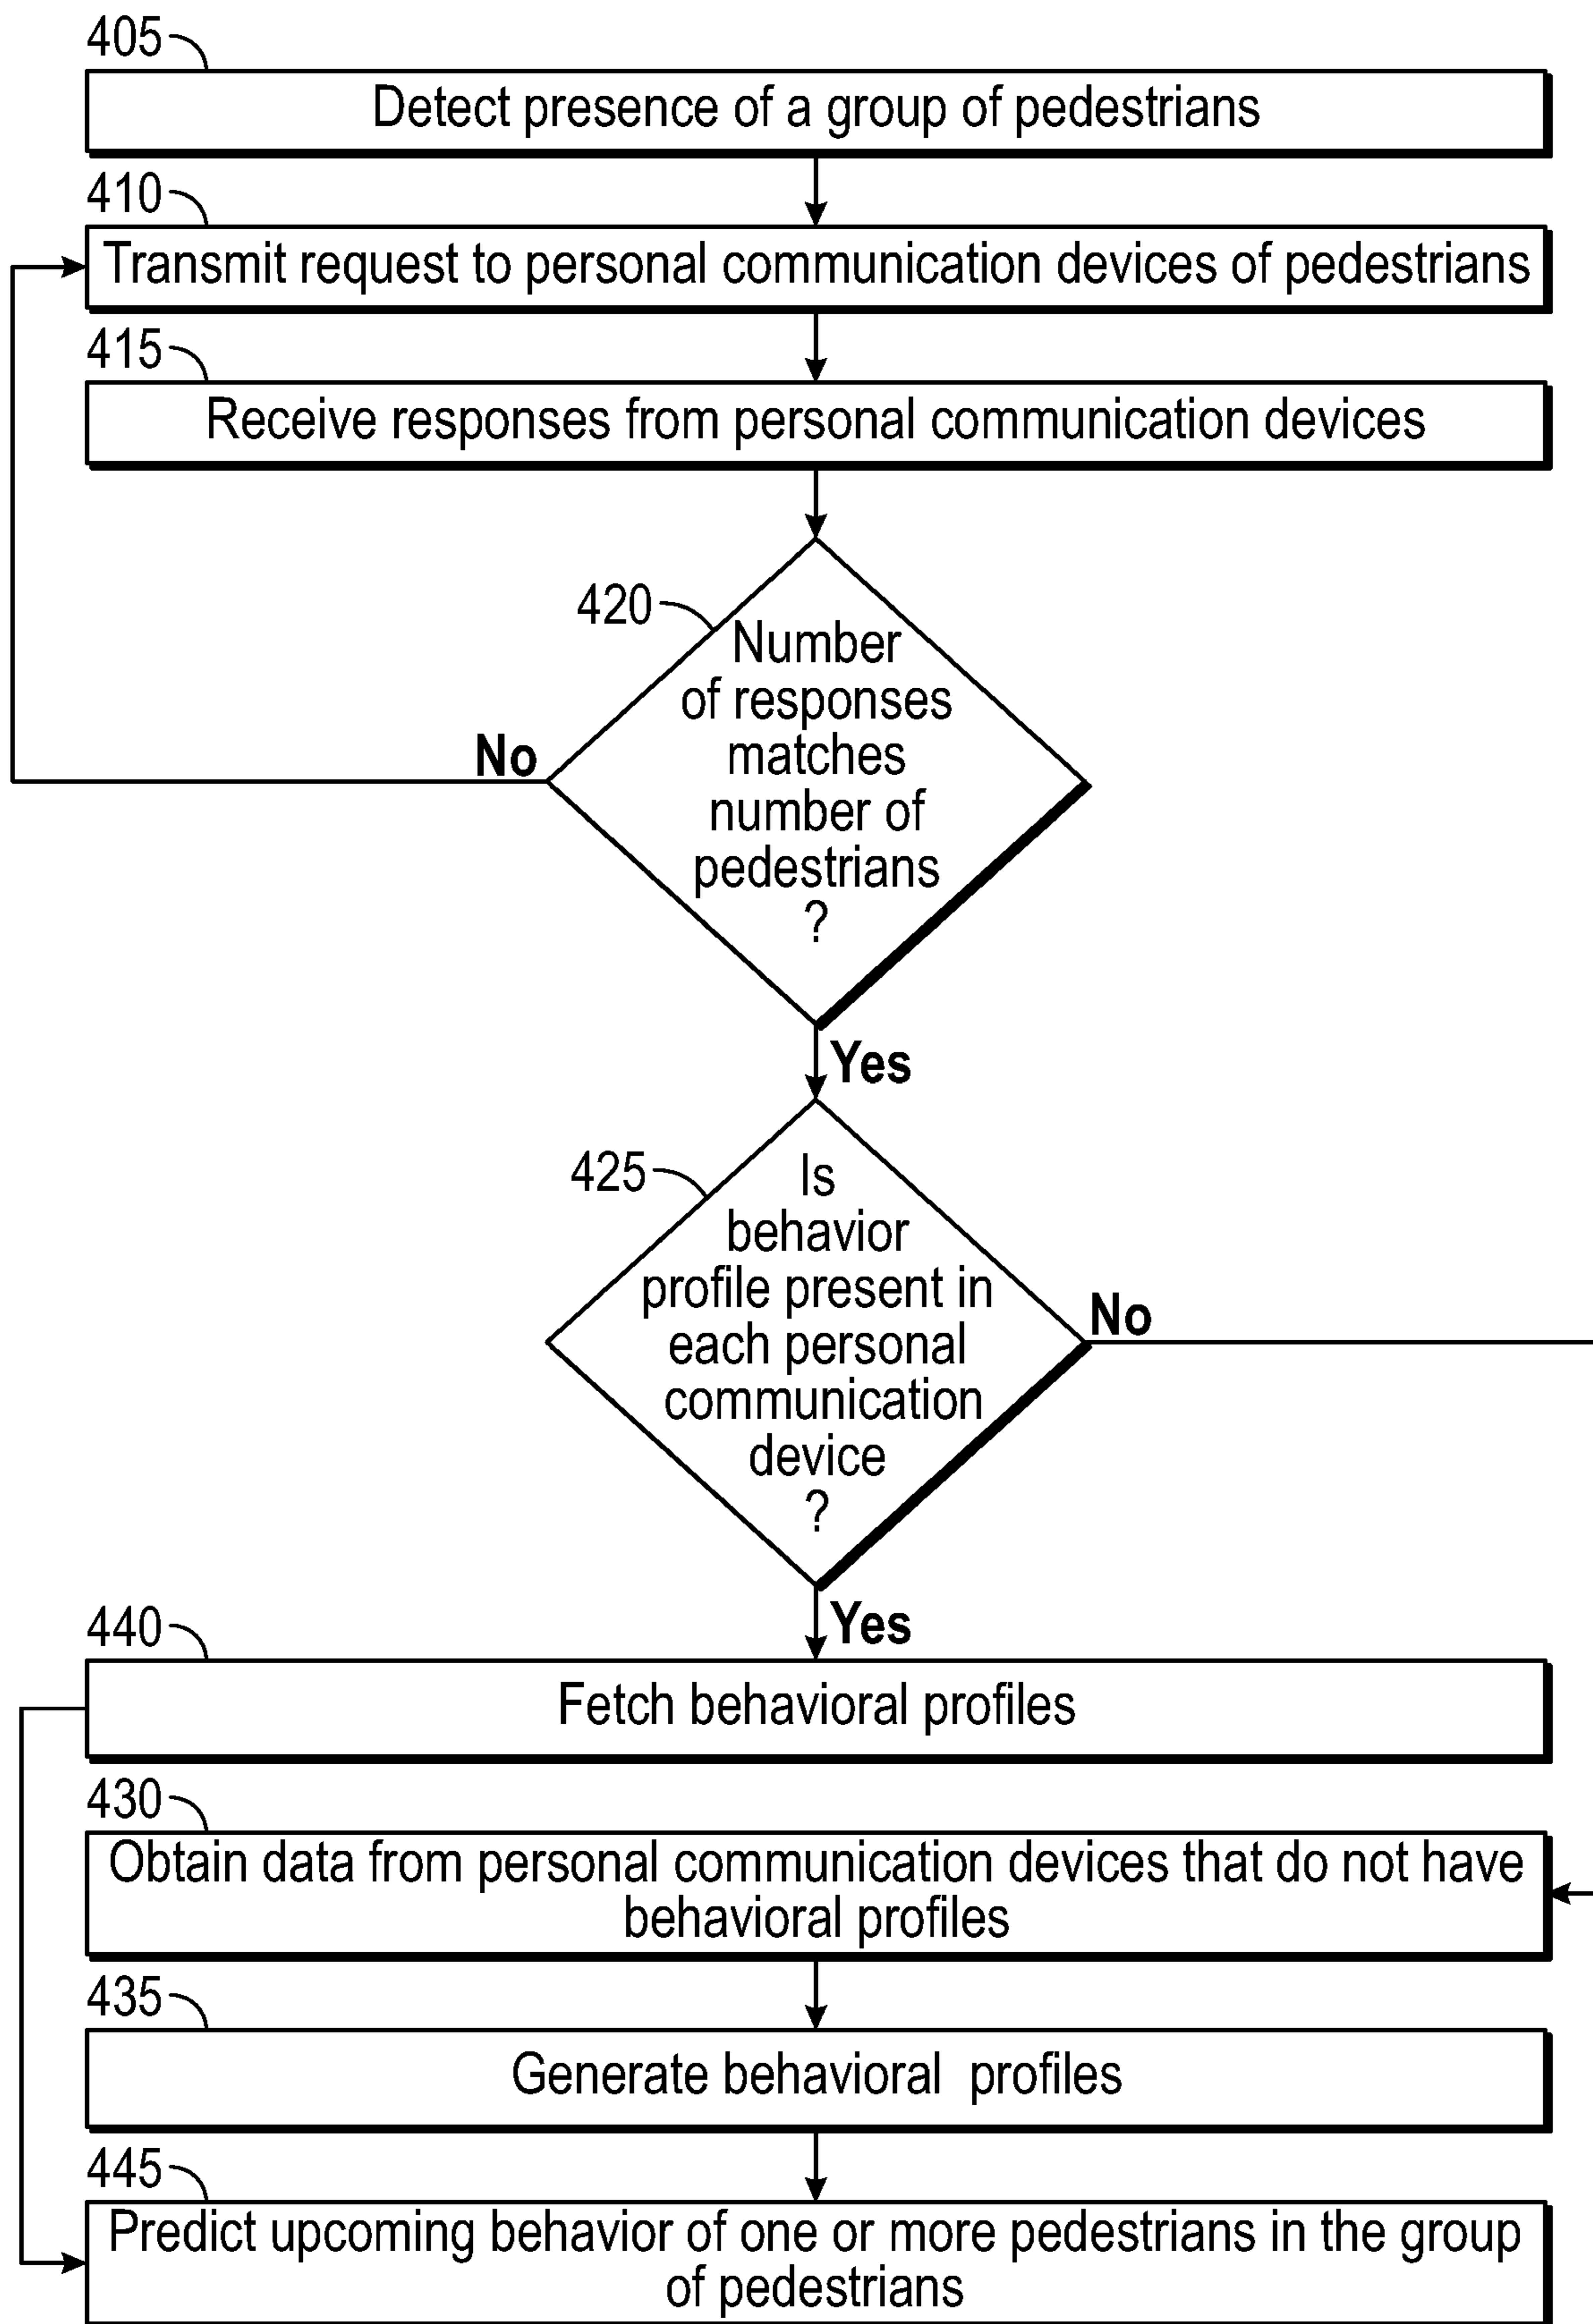 405
Detect presence of a group of pedestrians
410
Transmit request to personal communication devices of pedestrians
415
Receive responses from personal communication devices
420
Number
of responses
matches
number of
pedestrians
?
No
Yes
425
Is
behavior
profile present in
each personal
communication
device
?
No
Yes
440
Fetch behavioral profiles
430
Obtain data from personal communication devices that do not have
behavioral profiles
435
Generate behavioral profiles
445
Predict upcoming behavior of one or more pedestrians in the group
of pedestrians